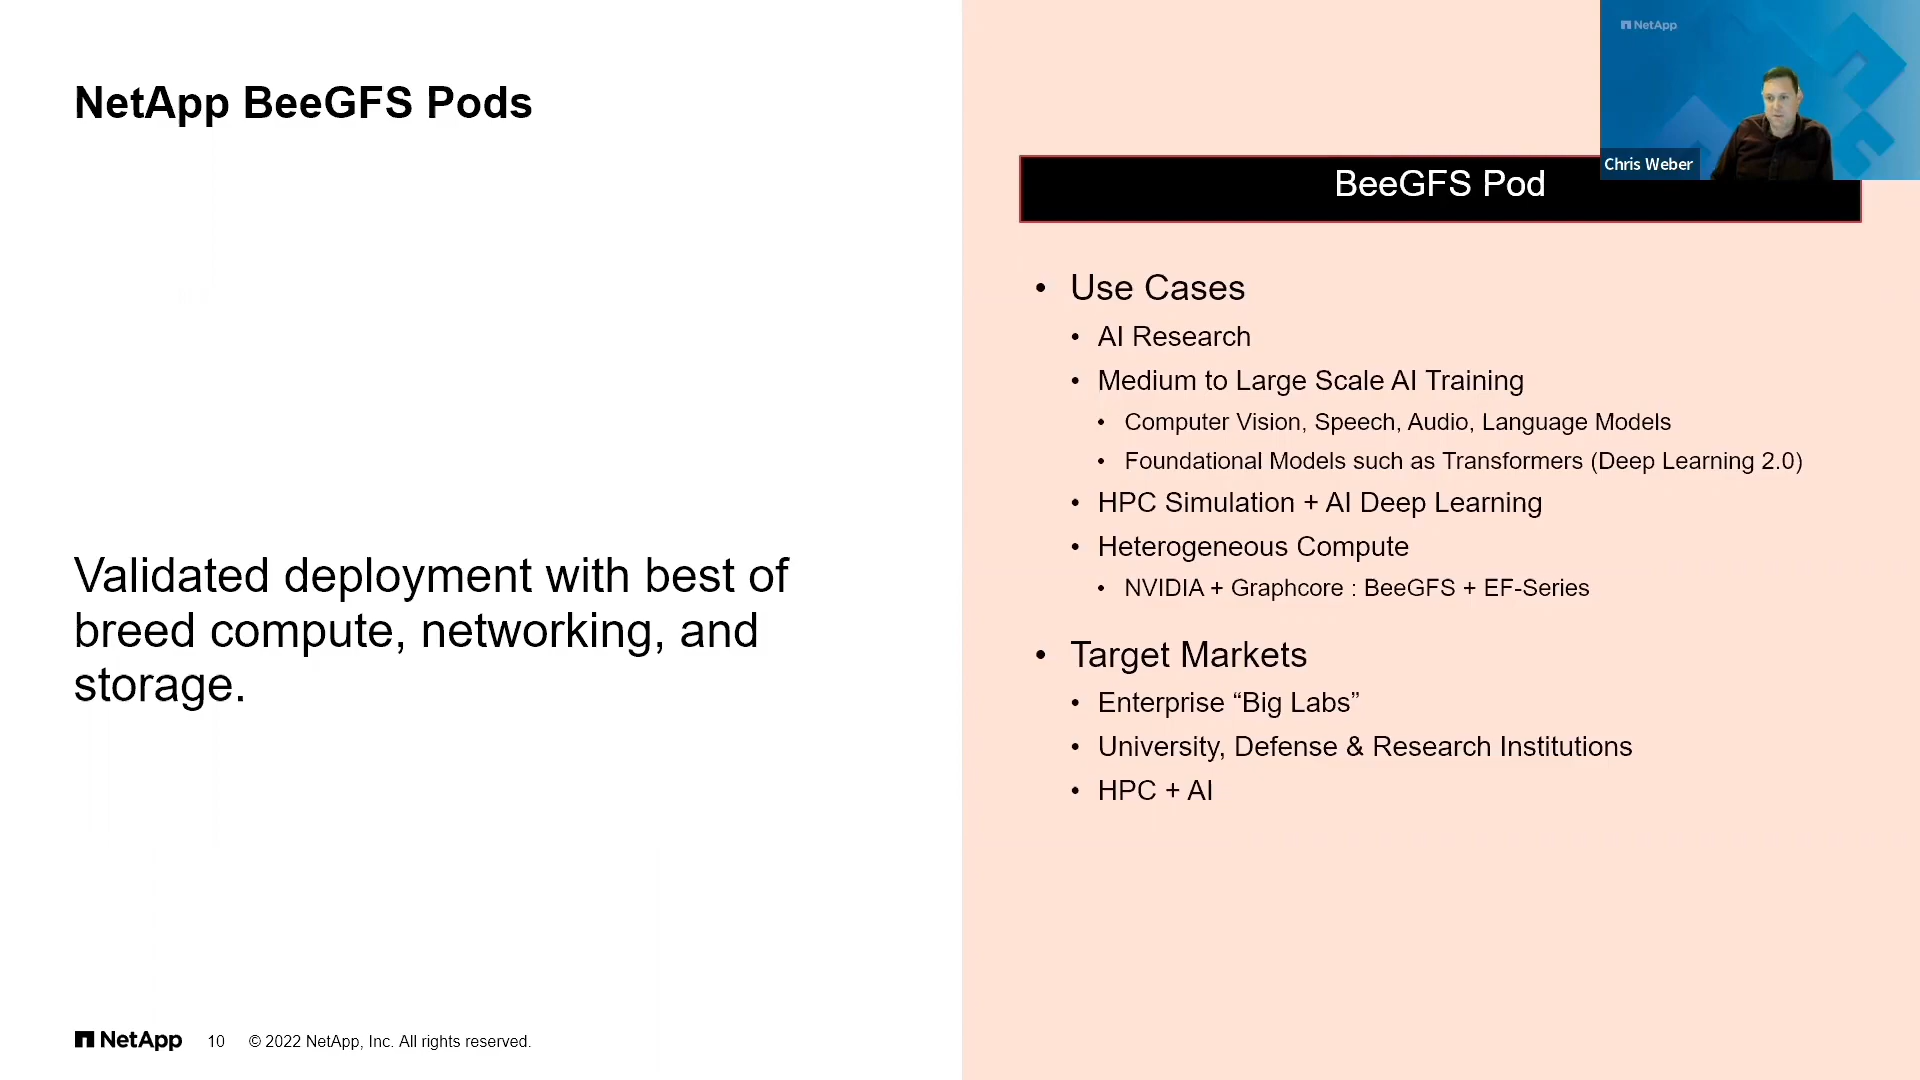 NetApp BeeGFS Pods
Validated deployment with best of
breed compute, networking, and
storage.
NetApp
Chris Weber
BeeGFS Pod
• Use Cases
• AI Research
• Medium to Large Scale AI Training
• Computer Vision, Speech, Audio, Language Models
• Foundational Models such as Transformers (Deep Learning 2.0)
• HPC Simulation + AI Deep Learning
• Heterogeneous Compute
• NVIDIA + Graphcore : BeeGFS + EF-Series
• Target Markets
• Enterprise “Big Labs”
• University, Defense & Research Institutions
• HPC + AI
NetApp 10 © 2022 NetApp, Inc. All rights reserved.